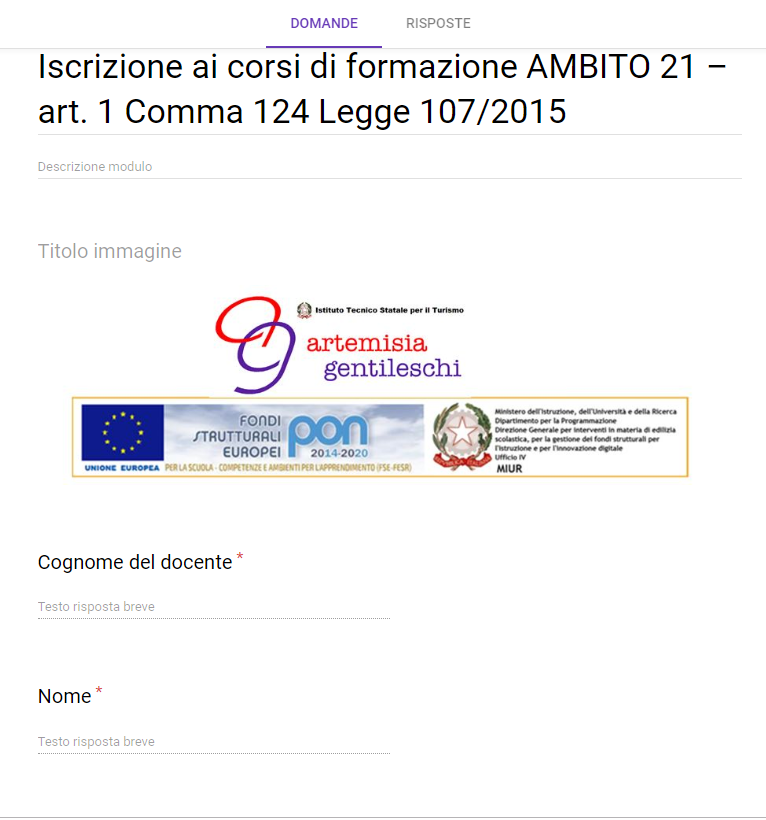 DOMANDE RISPOSTE
Iscrizione ai corsi di formazione AMBITO 21 –
art. 1 Comma 124 Legge 107/2015
Descrizione modulo
Titolo immagine
Istituto Tecnico Statale per il Turismo
artemisia
gentileschi
UNIONE EUROPEA
FONDI
STRUTTURALI
EUROPEI
pon
2014-2020
PER LA SCUOLA - COMPETENZE E AMBIENTI PER L'APPRENDIMENTO (FSE-FESR)
Ministero dell'Istruzione, dell'Università e della Ricerca
Dipartimento per la Programmazione
Direzione Generale per interventi in materia di edilizia
scolastica, per la gestione dei fondi strutturali per
l'istruzione e per l'innovazione digitale
Ufficio IV
MIUR
Cognome del docente *
Testo risposta breve
Nome *
Testo risposta breve